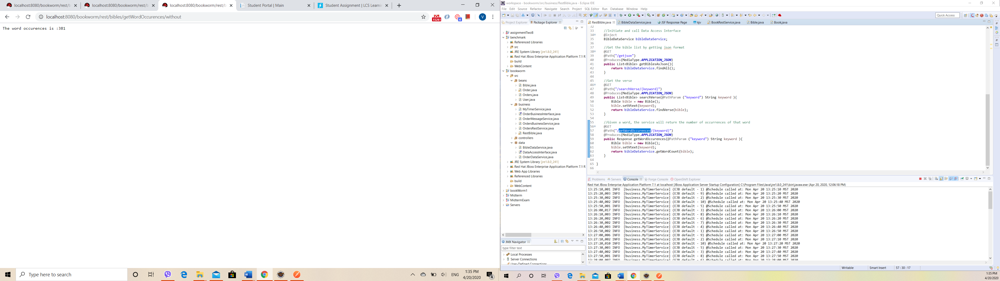 localhost:8080/bookworm/rest/b
localhost:8080/bookworm/rest/b
localhost:8080/bookworm/rest/b
Student Portal | Main
Student Assignment | LCS Learni
localhost:8080/bookworm/rest/bibles/getWordOccurences/without
15261
4
V
The word occurences is :381
Type here to search
ENG
1:35 PM
4/20/2020
4
workspace - bookworm/src/business/RestBible.java - Eclipse IDE
File Edit Source Refactor Navigate Search Project SQL Editor Run Database Window Help
Quick Access
Project Explorer
Package Explorer
assignmentTwoB
benchmark
Referenced Libraries
src
JRE System Library [jre1.8.0_241]
Red Hat JBoss Enterprise Application Platform 7.1 R
build
WebContent
bookworm
src
beans
Bible.java
Order.java
Orders.java
User.java
business
MyTimerService.java
OrderBusinessInterface.java
OrderMessageService.java
OrdersBusinessService.java
OrdersRestService.java
RestBible.java
controllers
data
BibleDataService.java
DataAccessInterface.java
OrderDataService.java
JRE System Library [jre1.8.0_241]
Red Hat JBoss Enterprise Application Platform 7.1 R
Web App Libraries
Referenced Libraries
build
WebContent
bookWorm1
Midterm
MidtermExam
Servers
JMX Navigator
type filter text
Local Processes
Server Connections
User-Defined Connections
RestBible.java
BibleDataService.java
JSF Response Page
kjv
BookRestService.java
Bible.java
Book.java
32
33 //Initiate and call Data Access Interface
34 @Inject
35 BibleDataService bibleDataService;
36
37 //Get the bible list by getting json format
38 @GET
39 @Path("/getjson")
40 @Produces(MediaType.APPLICATION_JSON)
41 public List<Bible> getBiblesAsJson(){
42 return bibleDataService.findAll();
43 }
44
45 //Get the verse
46 @GET
47 @Path("/searchVerse/{keyword}")
48 @Produces(MediaType.APPLICATION_JSON)
49 public List<Bible> searchVerse(@PathParam ("keyword") String keyword ){
50 Bible bible = new Bible();
51 bible.setVtext(keyword);
52 return bibleDataService.findVerse(bible);
53 }
54
55 //Given a word, the service will return the number of occurrences of that word
56 @GET
57 @Path("/getWordOccurences/{keyword}")
58 @Produces(MediaType.APPLICATION_JSON)
59 public Response getWordOccurences(@PathParam ("keyword") String keyword ){
60 Bible bible = new Bible();
61 bible.setVtext(keyword);
62 return bibleDataService.getWordCount(bible);
63 }
64
65 }
66
Problems Servers Console Forge Console OpenShift Explorer
Red Hat JBoss Enterprise Application Platform 7.1 at localhost [JBoss Application Server Startup Configuration] C:\Program Files\Java\jre1.8.0_241\bin\javaw.exe (Apr 20, 2020, 12:06:18 PM)
13:25:10,001 INFO [business.MyTimerService] (EJB default - 1) @Schedule called at: Mon Apr 20 13:25:10 MST 2020
13:25:20,003 INFO [business.MyTimerService] (EJB default - 9) @Schedule called at: Mon Apr 20 13:25:20 MST 2020
13:25:30,002 INFO [business.MyTimerService] (EJB default - 2) @Schedule called at: Mon Apr 20 13:25:30 MST 2020
13:25:40,002 INFO [business.MyTimerService] (EJB default - 10) @Schedule called at: Mon Apr 20 13:25:40 MST 2020
13:25:50,001 INFO [business.MyTimerService] (EJB default - 5) @Schedule called at: Mon Apr 20 13:25:50 MST 2020
13:26:00,017 INFO [business.MyTimerService] (EJB default - 3) @Schedule called at: Mon Apr 20 13:26:00 MST 2020
13:26:10,003 INFO [business.MyTimerService] (EJB default - 8) @Schedule called at: Mon Apr 20 13:26:10 MST 2020
13:26:20,002 INFO [business.MyTimerService] (EJB default - 6) @Schedule called at: Mon Apr 20 13:26:20 MST 2020
13:26:30,002 INFO [business.MyTimerService] (EJB default - 7) @Schedule called at: Mon Apr 20 13:26:30 MST 2020
13:26:40,003 INFO [business.MyTimerService] (EJB default - 4) @Schedule called at: Mon Apr 20 13:26:40 MST 2020
13:26:50,002 INFO [business.MyTimerService] (EJB default - 1) @Schedule called at: Mon Apr 20 13:26:50 MST 2020
13:27:00,006 INFO [business.MyTimerService] (EJB default - 9) @Schedule called at: Mon Apr 20 13:27:00 MST 2020
13:27:10,002 INFO [business.MyTimerService] (EJB default - 2) @Schedule called at: Mon Apr 20 13:27:10 MST 2020
13:27:20,010 INFO [business.MyTimerService] (EJB default - 10) @Schedule called at: Mon Apr 20 13:27:20 MST 2020
13:27:30,003 INFO [business.MyTimerService] (EJB default - 5) @Schedule called at: Mon Apr 20 13:27:30 MST 2020
13:27:40,002 INFO [business.MyTimerService] (EJB default - 3) @Schedule called at: Mon Apr 20 13:27:40 MST 2020
13:27:50,001 INFO [business.MyTimerService] (EJB default - 8) @Schedule called at: Mon Apr 20 13:27:50 MST 2020
13:28:00,007 INFO [business.MyTimerService] (EJB default - 6) @Schedule called at: Mon Apr 20 13:28:00 MST 2020
Writable
Smart Insert
57 : 30 : 17
1:35 PM
4/20/2020